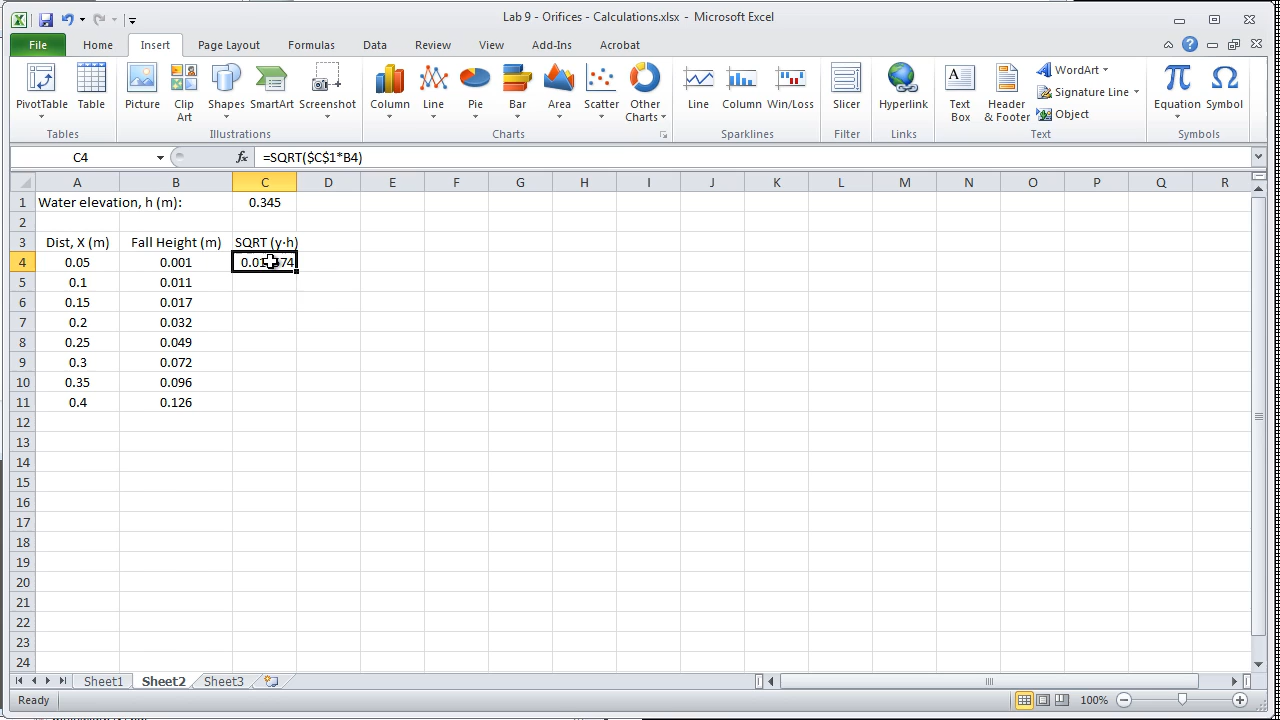 Lab 9 - Orifices - Calculations.xlsx - Microsoft Excel
File Home Insert Page Layout Formulas Data Review View Add-Ins Acrobat
PivotTable Table Picture Clip Art Shapes SmartArt Screenshot Column Line Pie Bar Area Scatter Other Charts Line Column Win/Loss Slicer Hyperlink Text Box Header & Footer WordArt Signature Line Object Equation Symbol
Tables Illustrations Charts Sparklines Filter Links Text Symbols
C4 fx =SQRT($C$1*B4)
A B C D E F G H I J K L M N O P Q R
1 Water elevation, h (m): 0.345
2
3 Dist, X (m) Fall Height (m) SQRT (y·h)
4 0.05 0.001
5 0.1 0.011
6 0.15 0.017
7 0.2 0.032
8 0.25 0.049
9 0.3 0.072
10 0.35 0.096
11 0.4 0.126
12
13
14
15
16
17
18
19
20
21
22
23
24
Sheet1 Sheet2 Sheet3
Ready 100%